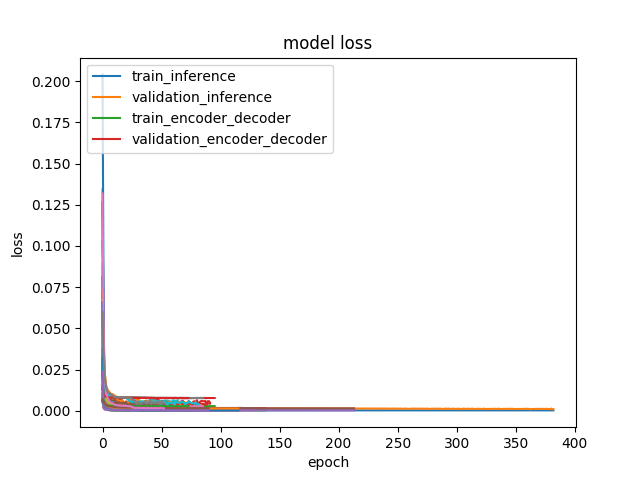 model loss
train_inference
validation_inference
train_encoder_decoder
validation_encoder_decoder
loss
0.200
0.175
0.150
0.125
0.100
0.075
0.050
0.025
0.000
0 50 100 150 200 250 300 350 400
epoch